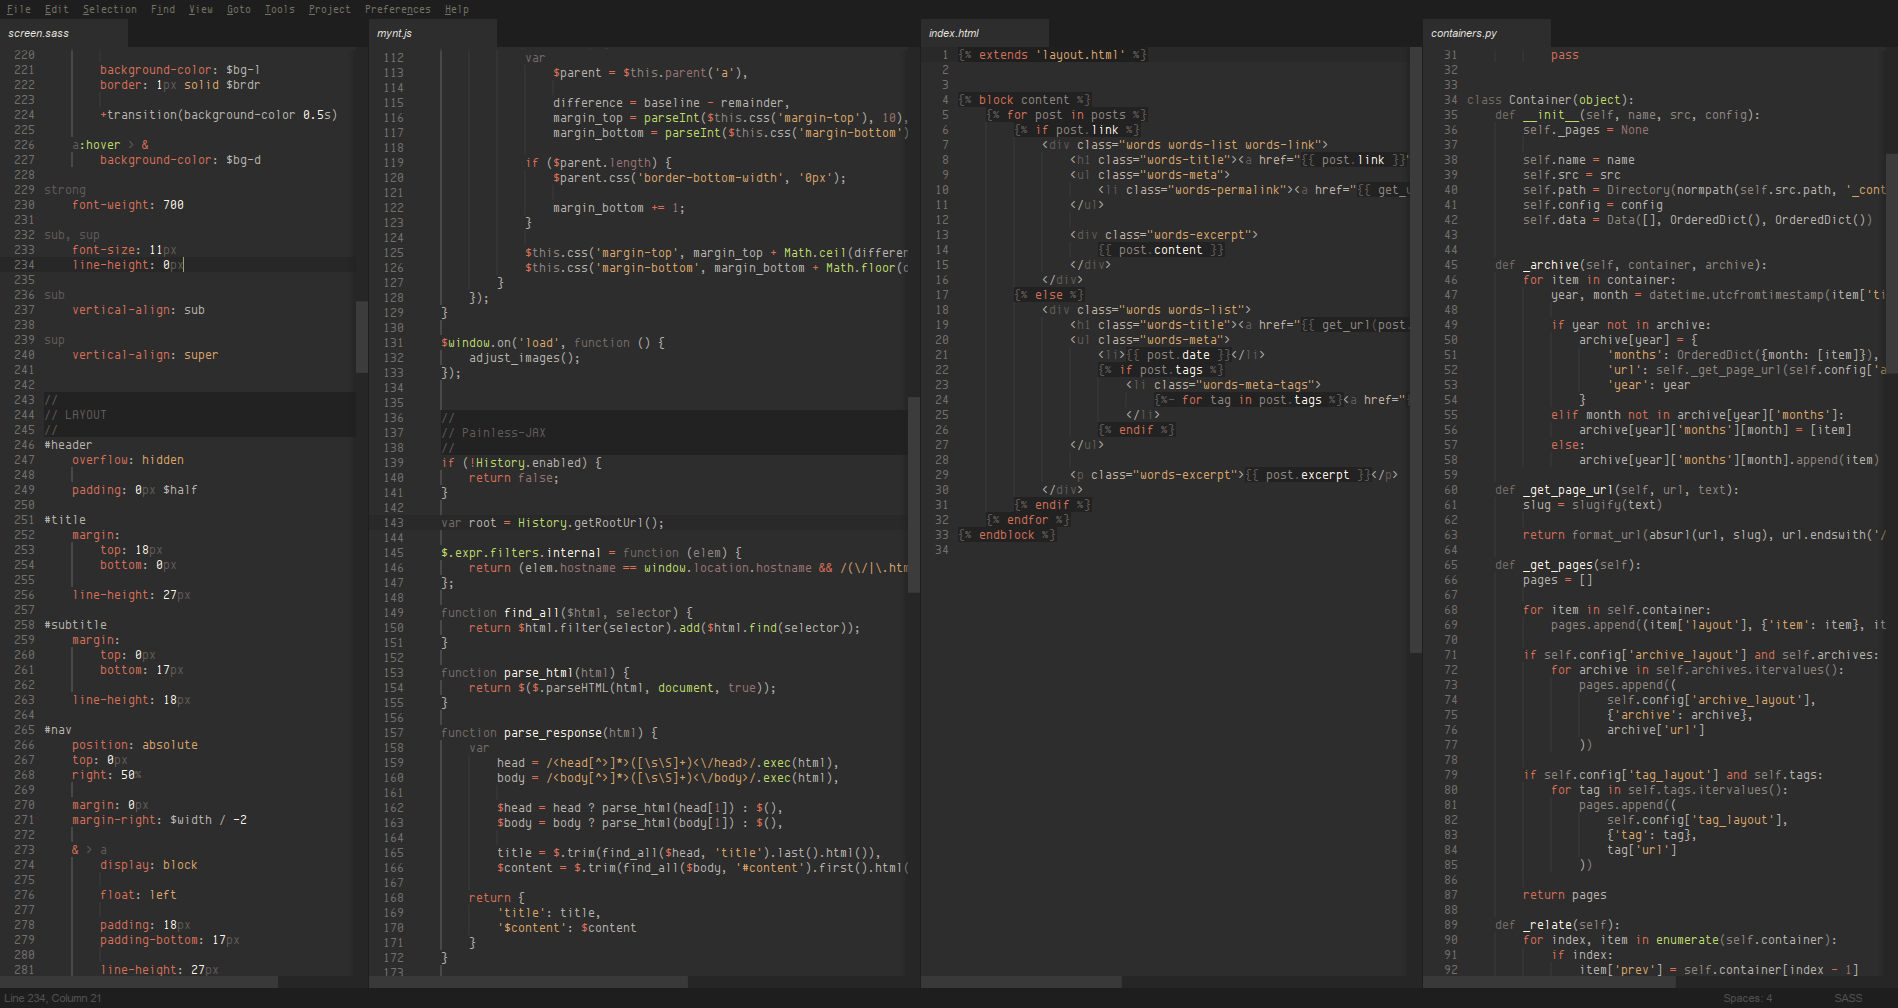 File Edit Selection Find View Goto Tools Project Preferences Help
screen.sass
220
221 background-color: $bg-l
222 border: 1px solid $brdr
223
224 +transition(background-color 0.5s)
225
226 a:hover > &
227 background-color: $bg-d
228
229 strong
230 font-weight: 700
231
232 sub, sup
233 font-size: 11px
234 line-height: 0px
235
236 sub
237 vertical-align: sub
238
239 sup
240 vertical-align: super
241
242
243 //
244 // LAYOUT
245 //
246 #header
247 overflow: hidden
248
249 padding: 0px $half
250
251 #title
252 margin:
253 top: 18px
254 bottom: 0px
255
256 line-height: 27px
257
258 #subtitle
259 margin:
260 top: 0px
261 bottom: 17px
262
263 line-height: 18px
264
265 #nav
266 position: absolute
267 top: 0px
268 right: 50%
269
270 margin: 0px
271 margin-right: $width / -2
272
273 & > a
274 display: block
275
276 float: left
277
278 padding: 18px
279 padding-bottom: 17px
280
281 line-height: 27px
mynt.js
112 var
113 $parent = $this.parent('a'),
114
115 difference = baseline - remainder,
116 margin_top = parseInt($this.css('margin-top'), 10),
117 margin_bottom = parseInt($this.css('margin-bottom')
118
119 if ($parent.length) {
120 $parent.css('border-bottom-width', '0px');
121
122 margin_bottom += 1;
123 }
124
125 $this.css('margin-top', margin_top + Math.ceil(differen
126 $this.css('margin-bottom', margin_bottom + Math.floor(
127 }
128 });
129 }
130
131 $window.on('load', function () {
132 adjust_images();
133 });
134
135
136 //
137 // Painless-JAX
138 //
139 if (!History.enabled) {
140 return false;
141 }
142
143 var root = History.getRootUrl();
144
145 $.expr.filters.internal = function (elem) {
146 return (elem.hostname == window.location.hostname && /(\/|\.htm
147 };
148
149 function find_all($html, selector) {
150 return $html.filter(selector).add($html.find(selector));
151 }
152
153 function parse_html(html) {
154 return $($.parseHTML(html, document, true));
155 }
156
157 function parse_response(html) {
158 var
159 head = /<head[^>]*>([\s\S]+)<\/head>/.exec(html),
160 body = /<body[^>]*>([\s\S]+)<\/body>/.exec(html),
161
162 $head = head ? parse_html(head[1]) : $(),
163 $body = body ? parse_html(body[1]) : $(),
164
165 title = $.trim(find_all($head, 'title').last().html()),
166 $content = $.trim(find_all($body, '#content').first().html(
167
168 return {
169 'title': title,
170 '$content': $content
171 }
172 }
173
index.html
1 {% extends 'layout.html' %}
2
3
4 {% block content %}
5 {% for post in posts %}
6 {% if post.link %}
7 <div class="words words-list words-link">
8 <h1 class="words-title"><a href="{{ post.link }}"
9 <ul class="words-meta">
10 <li class="words-permalink"><a href="{{ get_u
11 </ul>
12
13 <div class="words-excerpt">
14 {{ post.content }}
15 </div>
16 </div>
17 {% else %}
18 <div class="words words-list">
19 <h1 class="words-title"><a href="{{ get_url(post.
20 <ul class="words-meta">
21 <li>{{ post.date }}</li>
22 {% if post.tags %}
23 <li class="words-meta-tags">
24 {%- for tag in post.tags %}<a href="{
25 </li>
26 {% endif %}
27 </ul>
28
29 <p class="words-excerpt">{{ post.excerpt }}</p>
30 </div>
31 {% endif %}
32 {% endfor %}
33 {% endblock %}
34
containers.py
31 pass
32
33
34 class Container(object):
35 def __init__(self, name, src, config):
36 self._pages = None
37
38 self.name = name
39 self.src = src
40 self.path = Directory(normpath(self.src.path, '_cont
41 self.config = config
42 self.data = Data([], OrderedDict(), OrderedDict())
43
44
45 def _archive(self, container, archive):
46 for item in container:
47 year, month = datetime.utcfromtimestamp(item['ti
48
49 if year not in archive:
50 archive[year] = {
51 'months': OrderedDict({month: [item]}),
52 'url': self._get_page_url(self.config['a
53 'year': year
54 }
55 elif month not in archive[year]['months']:
56 archive[year]['months'][month] = [item]
57 else:
58 archive[year]['months'][month].append(item)
59
60 def _get_page_url(self, url, text):
61 slug = slugify(text)
62
63 return format_url(absurl(url, slug), url.endswith('/
64
65 def _get_pages(self):
66 pages = []
67
68 for item in self.container:
69 pages.append((item['layout'], {'item': item}, it
70
71 if self.config['archive_layout'] and self.archives:
72 for archive in self.archives.itervalues():
73 pages.append((
74 self.config['archive_layout'],
75 {'archive': archive},
76 archive['url']
77 ))
78
79 if self.config['tag_layout'] and self.tags:
80 for tag in self.tags.itervalues():
81 pages.append((
82 self.config['tag_layout'],
83 {'tag': tag},
84 tag['url']
85 ))
86
87 return pages
88
89 def _relate(self):
90 for index, item in enumerate(self.container):
91 if index:
92 item['prev'] = self.container[index - 1]
Line 234, Column 21
Spaces: 4
SASS